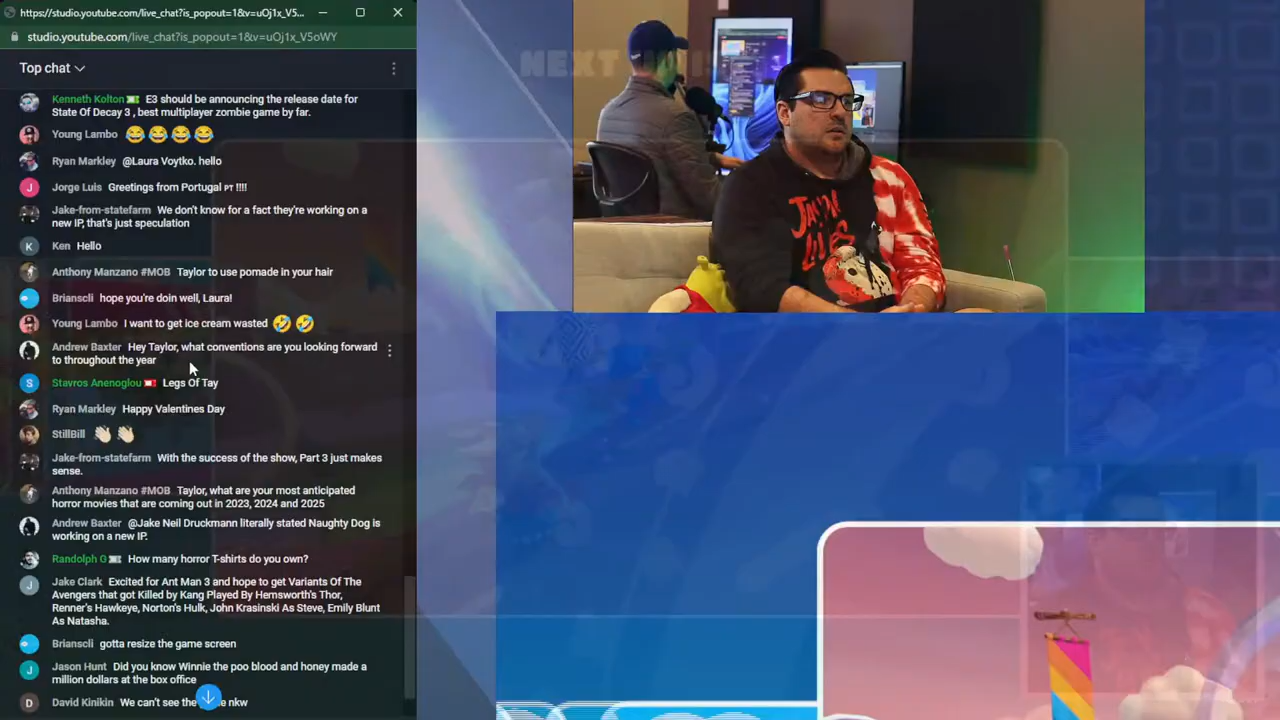 https://studio.youtube.com/live_chat?is_popout=1&v=uOj1x_V5...
studio.youtube.com/live_chat?is_popout=1&v=uOj1x_V5oWY
Top chat
Kenneth Kolton E3 should be announcing the release date for
State Of Decay 3 , best multiplayer zombie game by far.
Young Lambo 😂😂😂😂
Ryan Markley @Laura Voytko. hello
Jorge Luis Greetings from Portugal PT !!!!
Jake-from-statefarm We don't know for a fact they're working on a
new IP, that's just speculation
Ken Hello
Anthony Manzano #MOB Taylor to use pomade in your hair
Brianscli hope you're doin well, Laura!
Young Lambo I want to get ice cream wasted 🤣🤣
Andrew Baxter Hey Taylor, what conventions are you looking forward
to throughout the year
Stavros Anenoglou Legs Of Tay
Ryan Markley Happy Valentines Day
StillBill 👏🏻👏🏻
Jake-from-statefarm With the success of the show, Part 3 just makes
sense.
Anthony Manzano #MOB Taylor, what are your most anticipated
horror movies that are coming out in 2023, 2024 and 2025
Andrew Baxter @Jake Neil Druckmann literally stated Naughty Dog is
working on a new IP.
Randolph G How many horror T-shirts do you own?
Jake Clark Excited for Ant Man 3 and hope to get Variants Of The
Avengers that got Killed by Kang Played By Hemsworth's Thor,
Renner's Hawkeye, Norton's Hulk, John Krasinski As Steve, Emily Blunt
As Natasha.
Brianscli gotta resize the game screen
Jason Hunt Did you know Winnie the poo blood and honey made a
million dollars at the box office
David Kinikin We can't see the nkw
NEXT